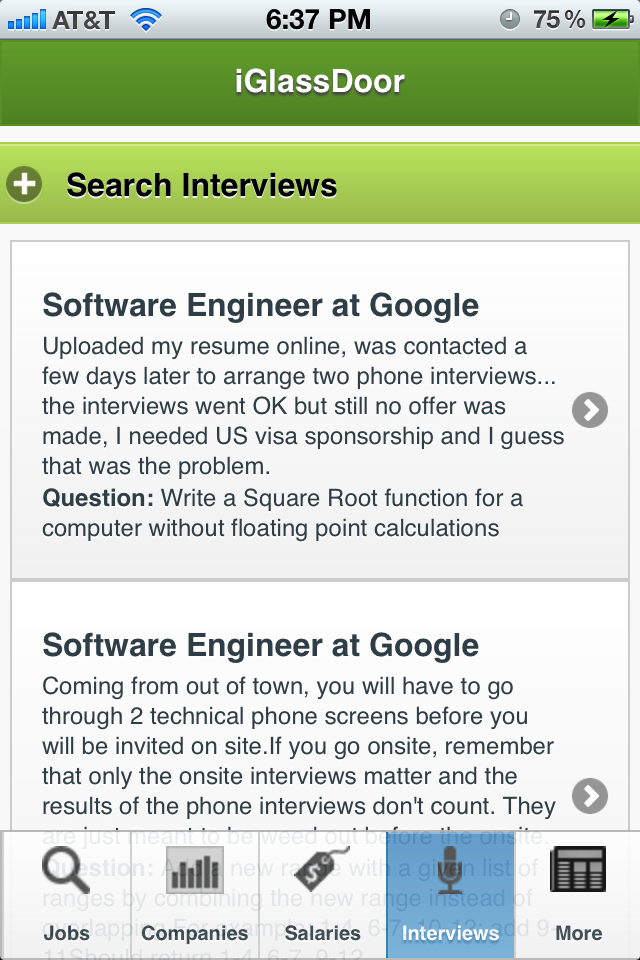 AT&T 6:37 PM 75%
iGlassDoor
Search Interviews
Software Engineer at Google
Uploaded my resume online, was contacted a
few days later to arrange two phone interviews...
the interviews went OK but still no offer was
made, I needed US visa sponsorship and I guess
that was the problem.
Question: Write a Square Root function for a
computer without floating point calculations
Software Engineer at Google
Coming from out of town, you will have to go
through 2 technical phone screens before you
will be invited on site.If you go onsite, remember
that only the onsite interviews matter and the
results of the phone interviews don't count. They
are just meant to be weed out before the onsite.
Question: Add a new range with a given list of
ranges by combining the new range instead of
overlapping.For example: 1-4, 6-7, 10-12; add 9-
11Should return 1-4, 6-7, 9-12
Jobs Companies Salaries Interviews More